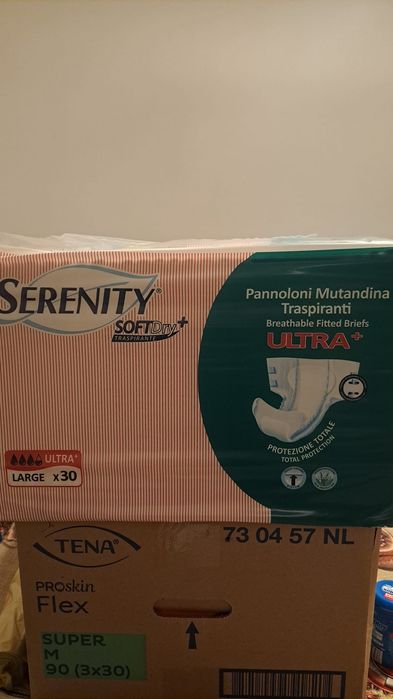 SERENITY®
SOFTDry+
TRASPIRANTE
Pannoloni Mutandina
Traspiranti
Breathable Fitted Briefs
ULTRA+
PROTEZIONE TOTALE
TOTAL PROTECTION
ULTRA+
LARGE x30
TENA®
73 04 57 NL
PROskin
Flex
SUPER
M
90 (3x30)